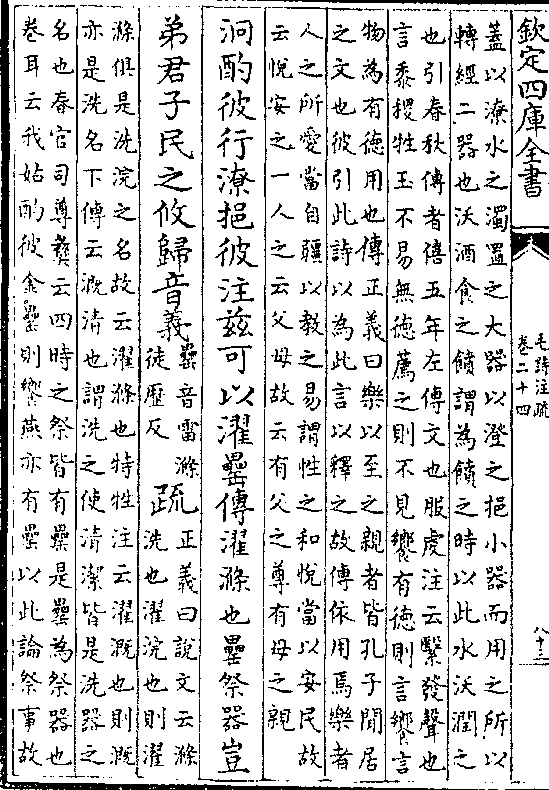 欽定四庫全書
毛詩注疏
卷二十四
八十三
蓋以潦水之濁置之大器以澄之挹小器而用之所以
轉經二器也沃酒食之饙謂為饙之時以此水沃潤之
也引春秋傳者僖五年左傳文也服虔注云繄發聲也
言黍稷牲玉不易無德薦之則不見饗有德則言饗言
物為有德用也傳正義曰樂以至之親者皆孔子閒居
之文也彼引此詩以為此言以釋之故傳依用焉樂者
人之所愛當自彊以教之易謂性之和悅當以安民故
云悅安之一人之云父母故云有父之尊有母之親
泂酌彼行潦挹彼注茲可以濯罍傳濯滌也罍祭器豈
弟君子民之攸歸音義罍音雷滌徒歷反疏正義曰說文云滌洗也濯浣也則濯
滌俱是洗浣之名故云濯滌也特牲注云濯溉也則溉
亦是洗名下傳云溉清也謂洗之使清潔皆是洗器之
名也春官司尊彝云四時之祭皆有罍是罍為祭器也
卷耳云我姑酌彼金罍則饗燕亦有罍以此論祭事故